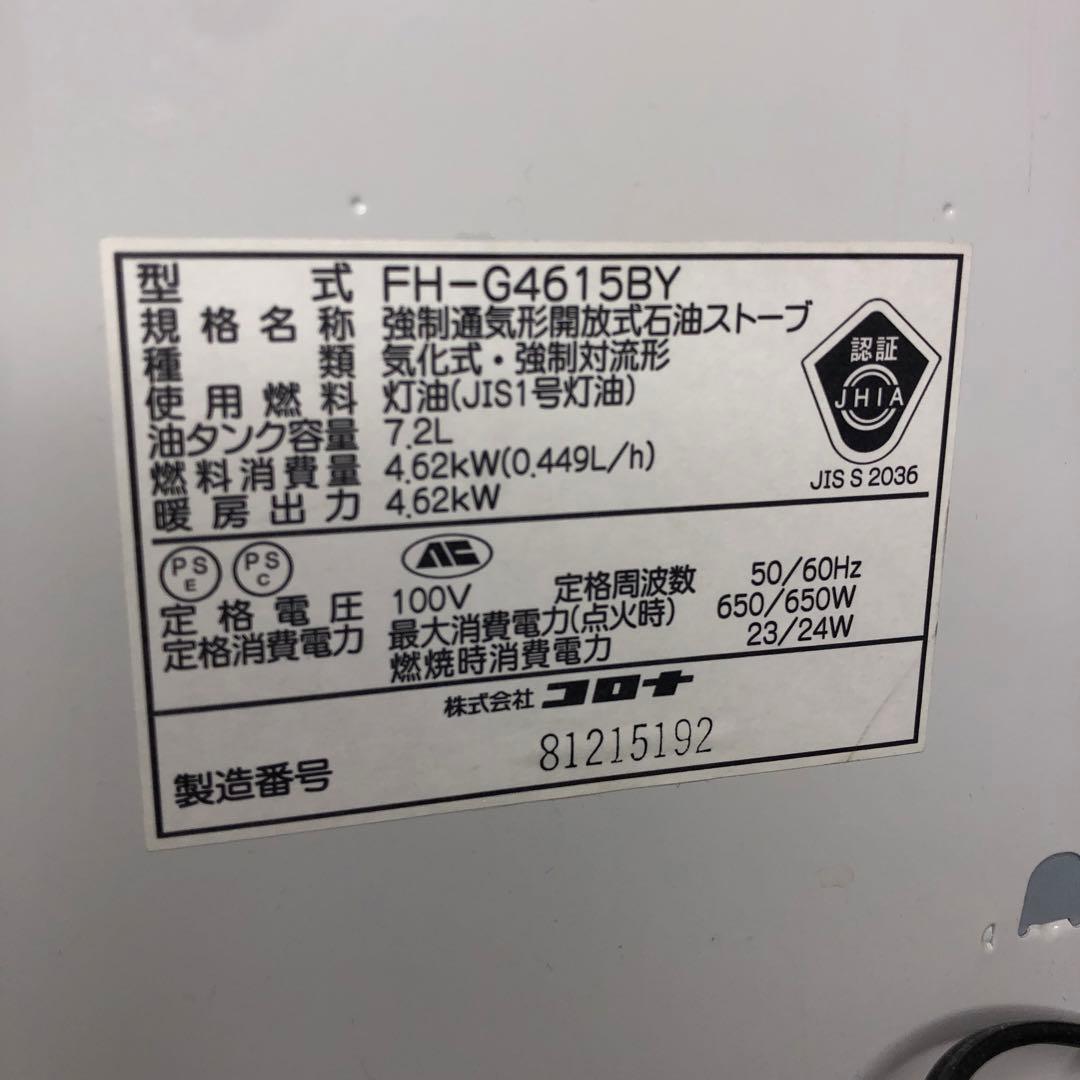 型式 FH-G4615BY
規格名称 強制通気形開放式石油ストーブ
種類 気化式・強制対流形
使用燃料 灯油(JIS1号灯油)
油タンク容量 7.2L
燃料消費量 4.62kW(0.449L/h)
暖房出力 4.62kW
認証
JHIA
JIS S 2036
PS E PS C
定格電圧 100V 定格周波数 50/60Hz
定格消費電力 最大消費電力(点火時) 650/650W
燃焼時消費電力 23/24W
株式会社 コロナ
製造番号 81215192